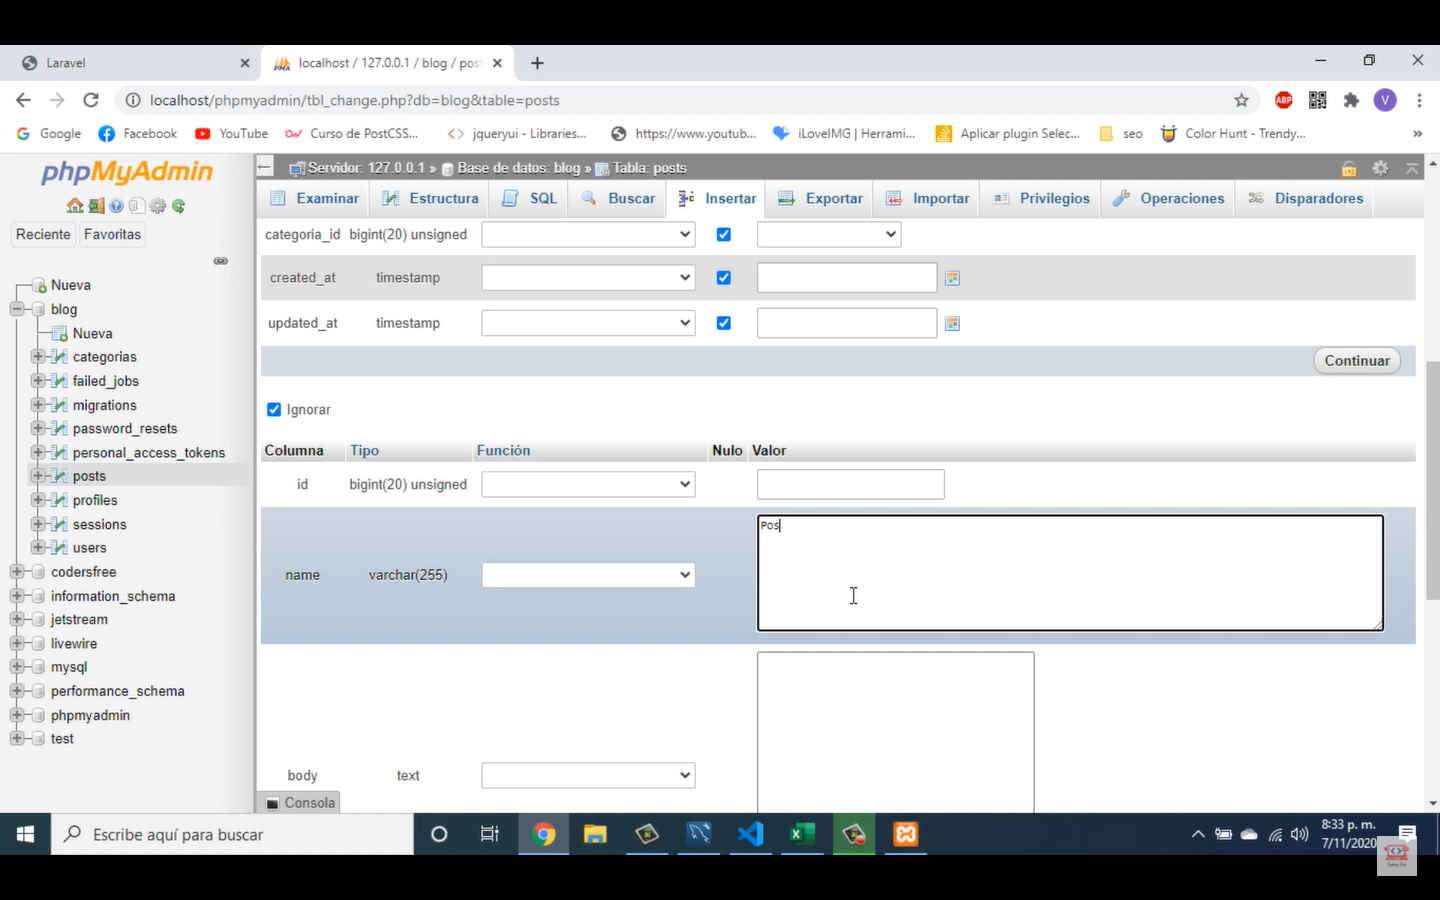 Laravel
localhost / 127.0.0.1 / blog / pos
localhost/phpmyadmin/tbl_change.php?db=blog&table=posts
ABP
V
Google
Facebook
YouTube
Curso de PostCSS...
jqueryui - Libraries...
https://www.youtub...
iLoveIMG | Herrami...
Aplicar plugin Selec...
seo
Color Hunt - Trendy...
»
phpMyAdmin
Reciente
Favoritas
Nueva
blog
Nueva
categorias
failed_jobs
migrations
password_resets
personal_access_tokens
posts
profiles
sessions
users
codersfree
information_schema
jetstream
livewire
mysql
performance_schema
phpmyadmin
test
Servidor: 127.0.0.1 » Base de datos: blog » Tabla: posts
Examinar
Estructura
SQL
Buscar
Insertar
Exportar
Importar
Privilegios
Operaciones
Disparadores
categoria_id bigint(20) unsigned
created_at timestamp
updated_at timestamp
Continuar
Ignorar
Columna Tipo Función Nulo Valor
id bigint(20) unsigned
name varchar(255)
Pos
body text
Consola
Escribe aquí para buscar
8:33 p. m.
7/11/2020